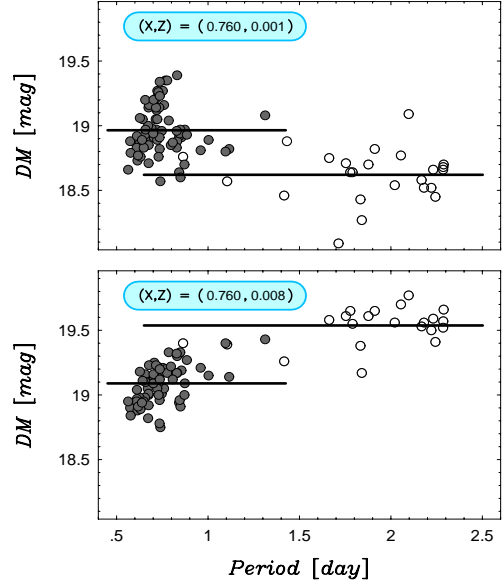 (X,Z) = (0.760,0.001)
19.5
19
18.5
DM [mag]
(X,Z) = (0.760,0.008)
19.5
19
18.5
DM [mag]
.5 1 1.5 2 2.5
Period [day]